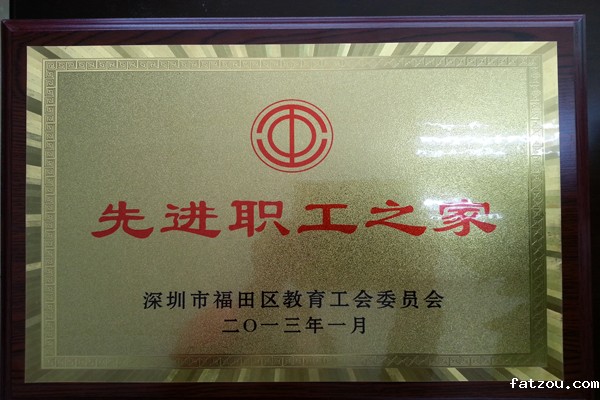 先进职工之家
深圳市福田区教育工会委员会
二〇一三年一月
fatzou.com